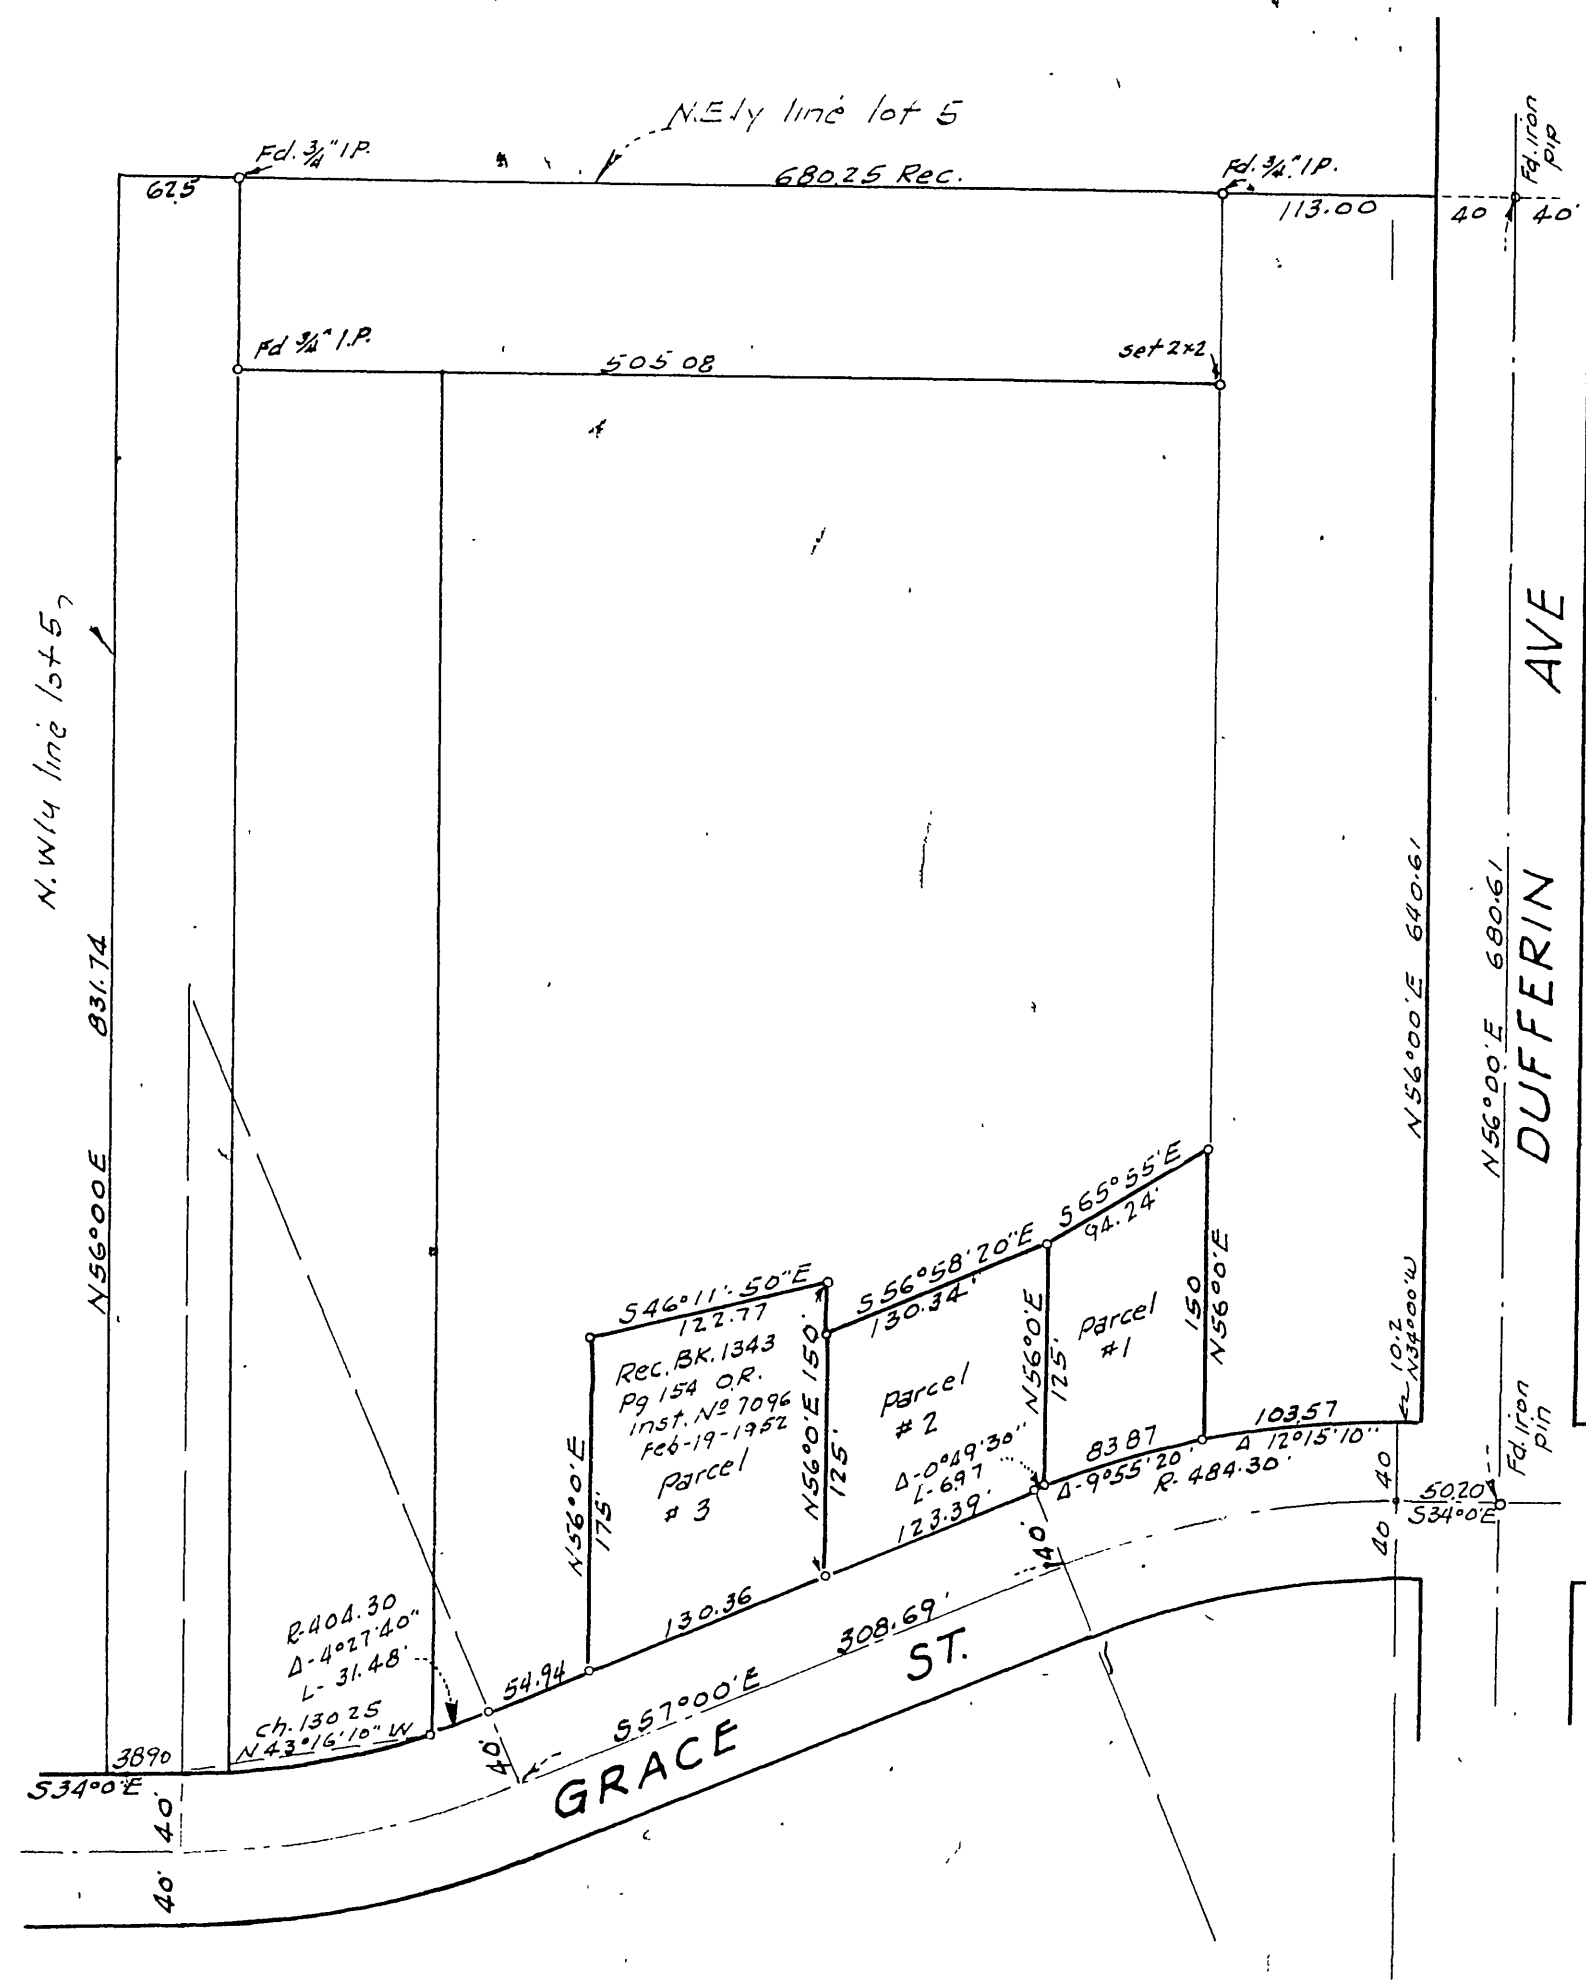 N.Ely line lot 5
Fd. 3/4" I.P.
62.5
680.25 Rec.
Fd. 3/4" I.P.
113.00
40
40'
Fd. iron
pip
Fd 3/4" I.P.
505 08
set 2x2
N.Wly line lot 5
N56°00E 831.74
N56°00'E 640.61
N56°00'E 680.61
DUFFERIN AVE
S65°55'E
94.24'
S56°58'20"E
130.34'
S46°11'-50"E
122.77
Rec. BK. 1343
Pg 154 O.R.
Inst. Nº 7096
Feb-19-1952
Parcel
# 3
N56°0'E
175'
N56°0'E 150'
125'
Parcel
# 2
N56°0'E
125'
Parcel
#1
150
N56°0'E
10.2
N34°00'W
Δ-0°49'30"
L-6.97
123.39'
83 87
Δ-9°55'20"
103.57
Δ 12°15'10"
R-484.30'
40
40
50.20
S34°0'E
Fd. iron
pin
40'
130.36
54.94
308.69'
S57°00'E
GRACE ST.
R-404.30
Δ-4°27'40"
L-31.48'
ch. 130 25
N43°16'10" W
38 90
S34°0'E
40'
40'
40'